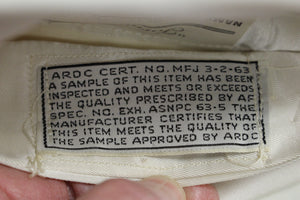 ARDC CERT. NO. MFJ 3-2-63
A SAMPLE OF THIS ITEM HAS BEEN
INSPECTED AND MEETS OR EXCEEDS
THE QUALITY PRESCRIBED BY AF
SPEC. NO. EXH. ASNPC 63-5 THE
MANUFACTURER CERTIFIES THAT
THIS ITEM MEETS THE QUALITY OF
THE SAMPLE APPROVED BY ARDC